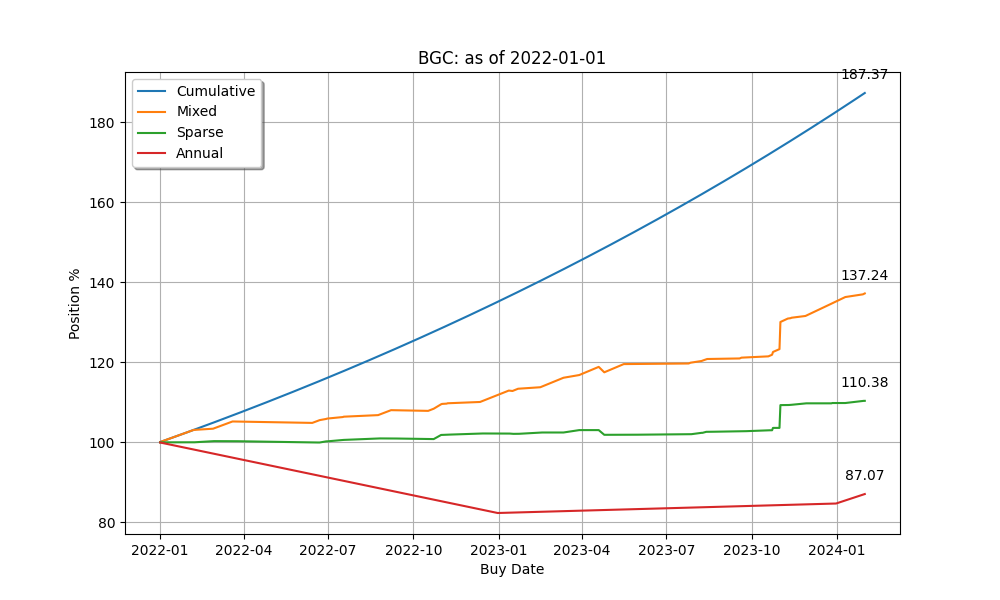 BGC: as of 2022-01-01
187.37
Cumulative
Mixed
Sparse
Annual
137.24
110.38
87.07
Position %
180
160
140
120
100
80
2022-01 2022-04 2022-07 2022-10 2023-01 2023-04 2023-07 2023-10 2024-01
Buy Date